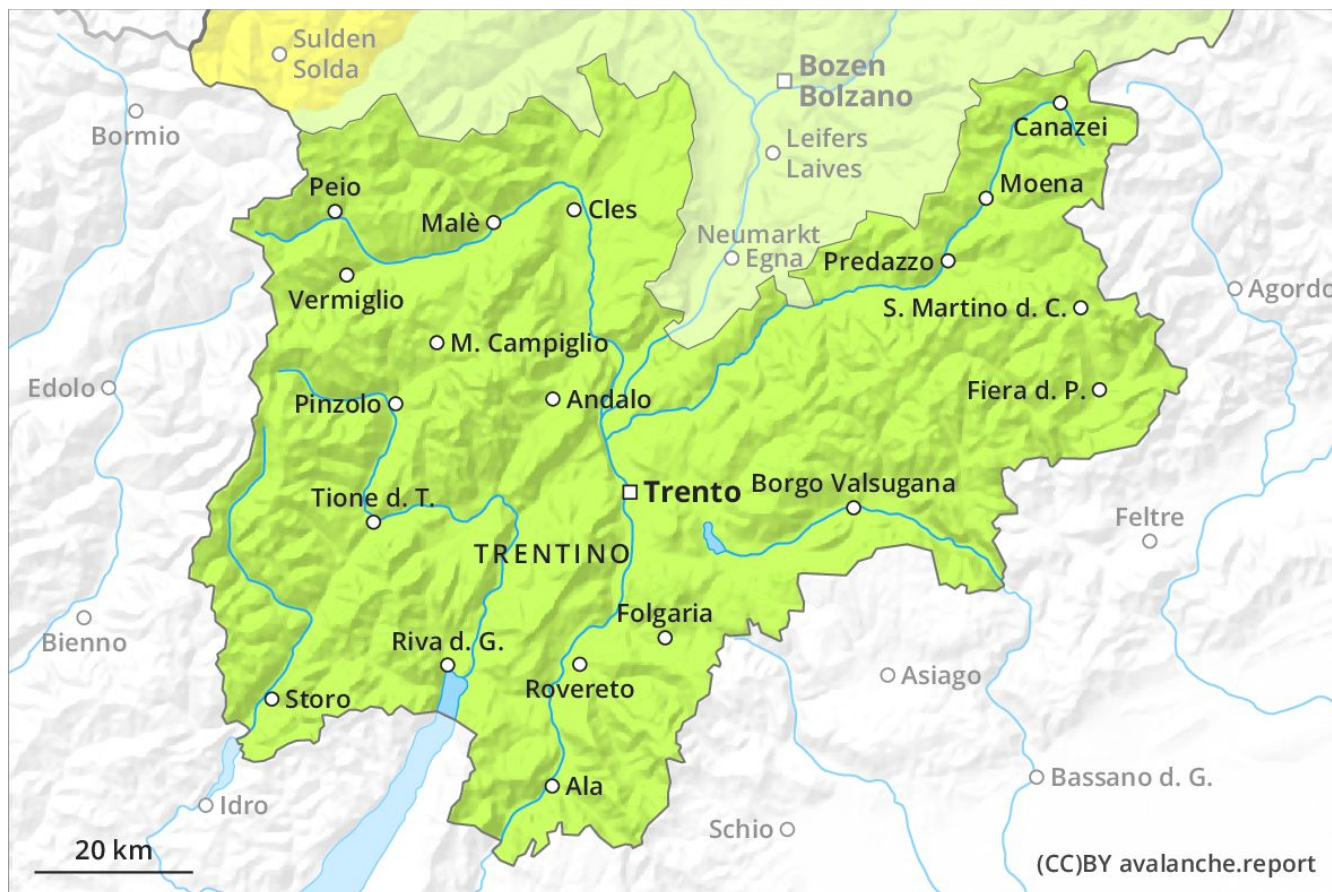 Sulden
Solda
Bozen
Bolzano
Bormio
Canazei
Leifers
Laives
Peio
Moena
Malè
Cles
Neumarkt
Egna
Predazzo
Vermiglio
Agordo
S. Martino d. C.
M. Campiglio
Edolo
Pinzolo
Andalo
Fiera d. P.
Tione d. T.
Trento
Borgo Valsugana
Feltre
TRENTINO
Bienno
Folgaria
Riva d. G.
Asiago
Storo
Rovereto
Idro
Ala
Bassano d. G.
Schio
20 km
(CC)BY avalanche.report